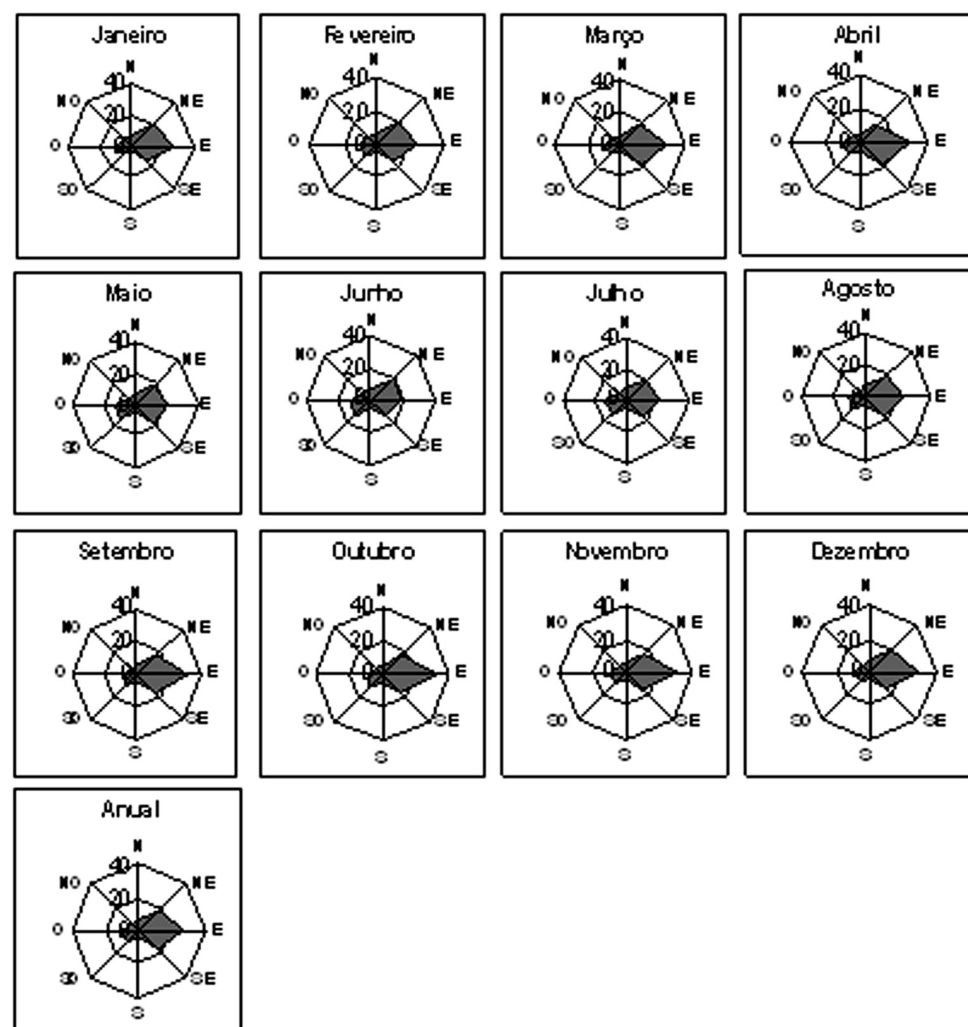 Janeiro
N
40
NO NE
20
O 0 E
SO SE
S
Fevereiro
N
40
NO NE
20
O 0 E
SO SE
S
Março
N
40
NO NE
20
O 0 E
SO SE
S
Abril
N
40
NO NE
20
O 0 E
SO SE
S
Maio
N
40
NO NE
20
O 0 E
SO SE
S
Junho
N
40
NO NE
20
O 0 E
SO SE
S
Julho
N
40
NO NE
20
O 0 E
SO SE
S
Agosto
N
40
NO NE
20
O 0 E
SO SE
S
Setembro
N
40
NO NE
20
O 0 E
SO SE
S
Outubro
N
40
NO NE
20
O 0 E
SO SE
S
Novembro
N
40
NO NE
20
O 0 E
SO SE
S
Dezembro
N
40
NO NE
20
O 0 E
SO SE
S
Anual
N
40
NO NE
20
O 0 E
SO SE
S